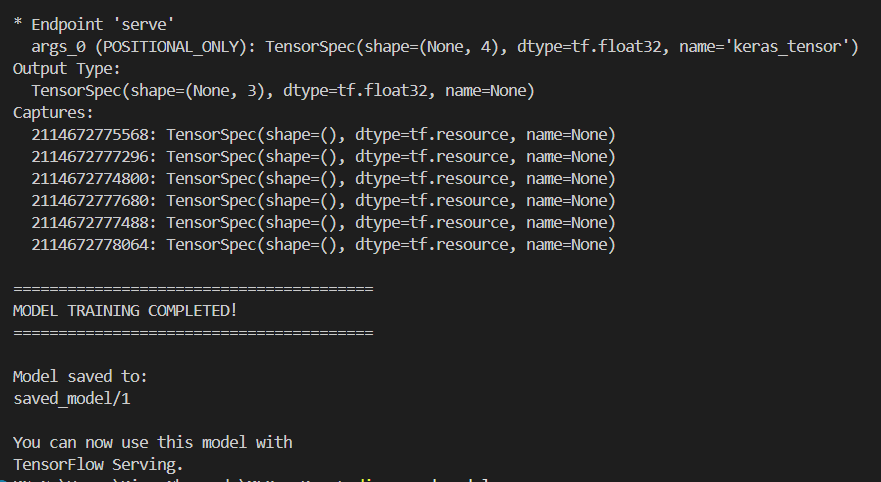 * Endpoint 'serve'
args_0 (POSITIONAL_ONLY): TensorSpec(shape=(None, 4), dtype=tf.float32, name='keras_tensor')
Output Type:
TensorSpec(shape=(None, 3), dtype=tf.float32, name=None)
Captures:
2114672775568: TensorSpec(shape=(), dtype=tf.resource, name=None)
2114672777296: TensorSpec(shape=(), dtype=tf.resource, name=None)
2114672774800: TensorSpec(shape=(), dtype=tf.resource, name=None)
2114672777680: TensorSpec(shape=(), dtype=tf.resource, name=None)
2114672777488: TensorSpec(shape=(), dtype=tf.resource, name=None)
2114672778064: TensorSpec(shape=(), dtype=tf.resource, name=None)
========================================
MODEL TRAINING COMPLETED!
========================================
Model saved to:
saved_model/1
You can now use this model with
TensorFlow Serving.